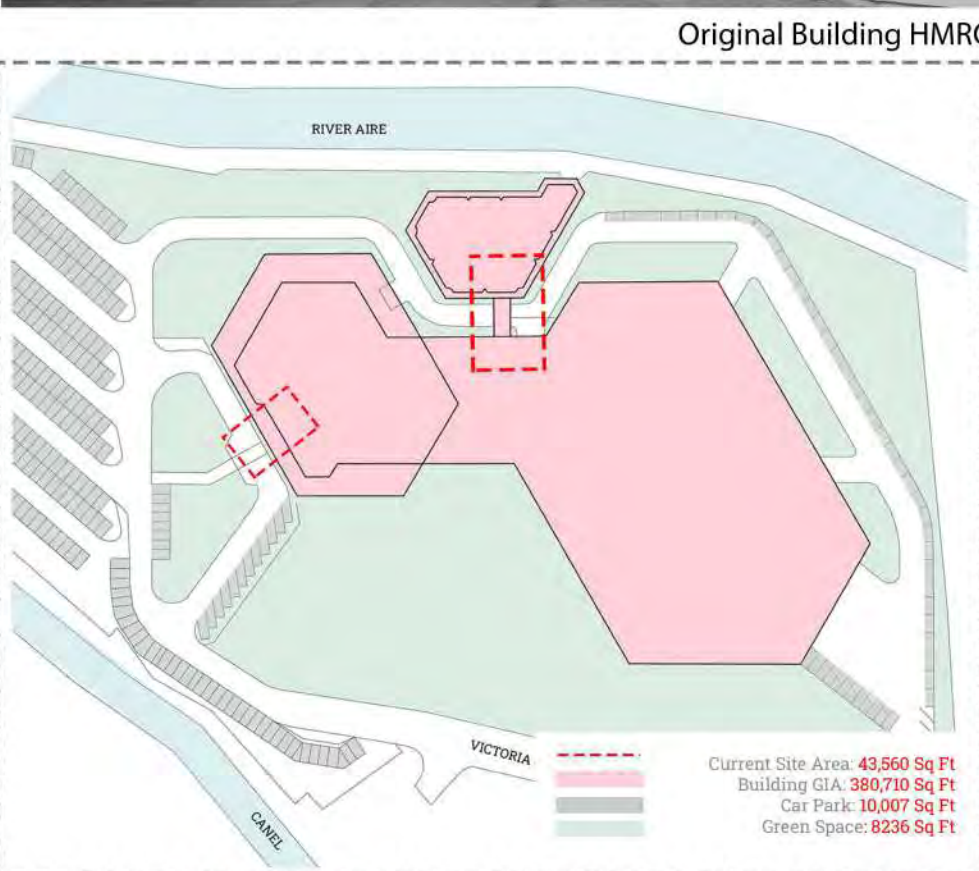 Original Building HMRC
RIVER AIRE
VICTORIA
CANEL
Current Site Area: 43,560 Sq Ft
Building GIA: 380,710 Sq Ft
Car Park: 10,007 Sq Ft
Green Space: 8236 Sq Ft